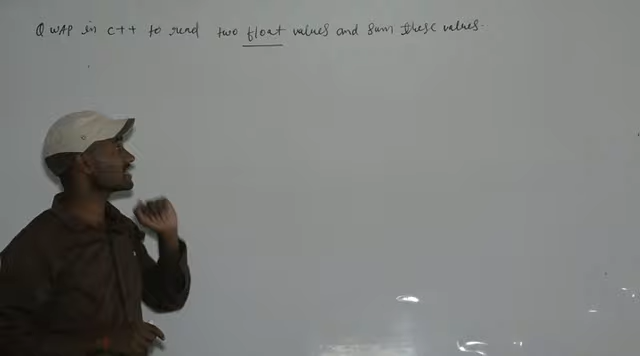 Q WAP in c++ to read two float values and sum these values.